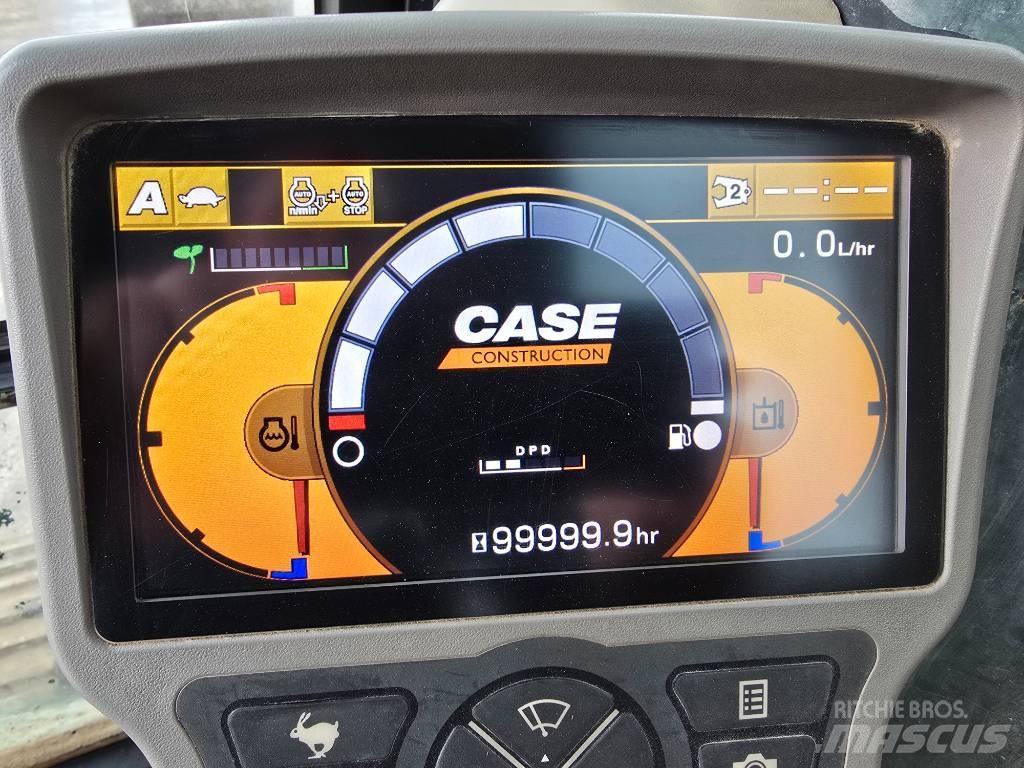 A
AUTO + AUTO
n/min STOP
2 --:--
0.0L/hr
CASE
CONSTRUCTION
DPD
99999.9hr
RITCHIE BROS.
MASCUS